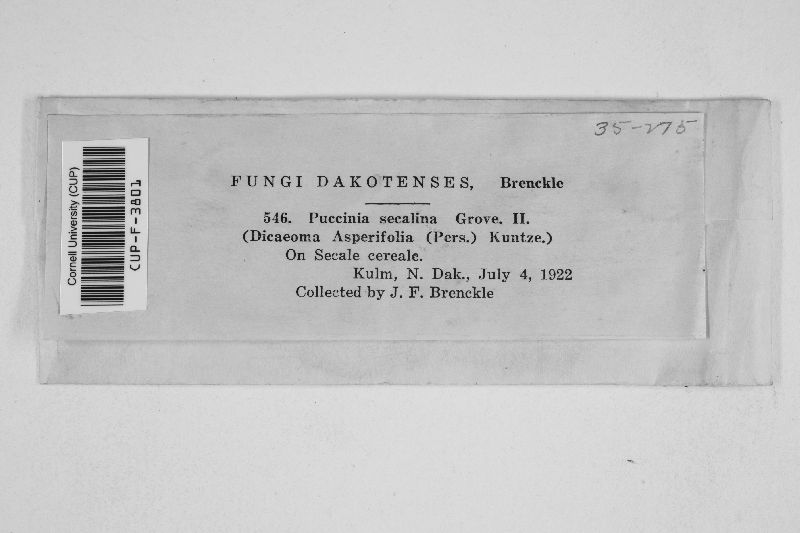 35-275
FUNGI DAKOTENSES, Brenckle
546. Puccinia secalina Grove. II.
(Dicaeoma Asperifolia (Pers.) Kuntze.)
On Secale cereale.
Kulm, N. Dak., July 4, 1922
Collected by J. F. Brenckle
Cornell University (CUP)
CUP-F-3801